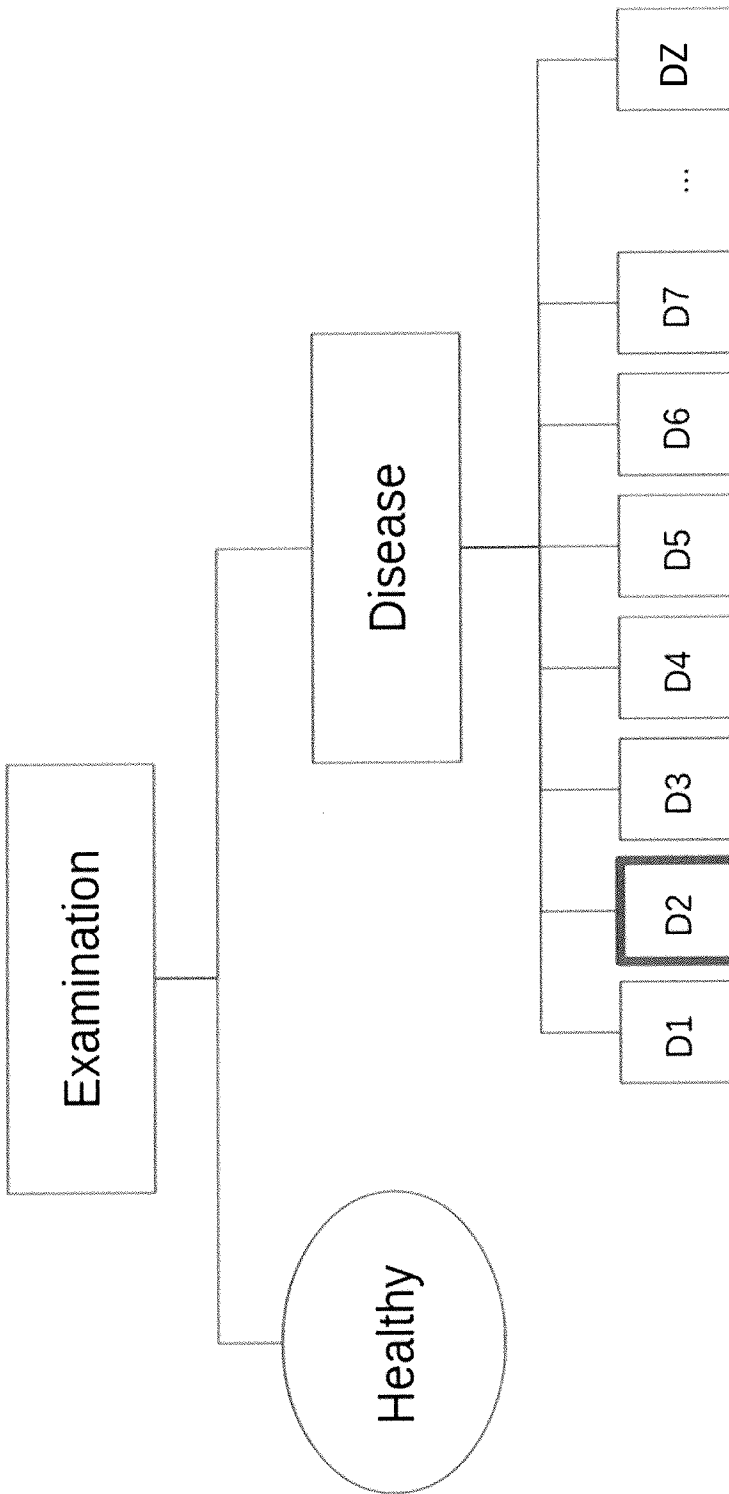 Examination
Healthy
Disease
D1
D2
D3
D4
D5
D6
D7
...
DZ